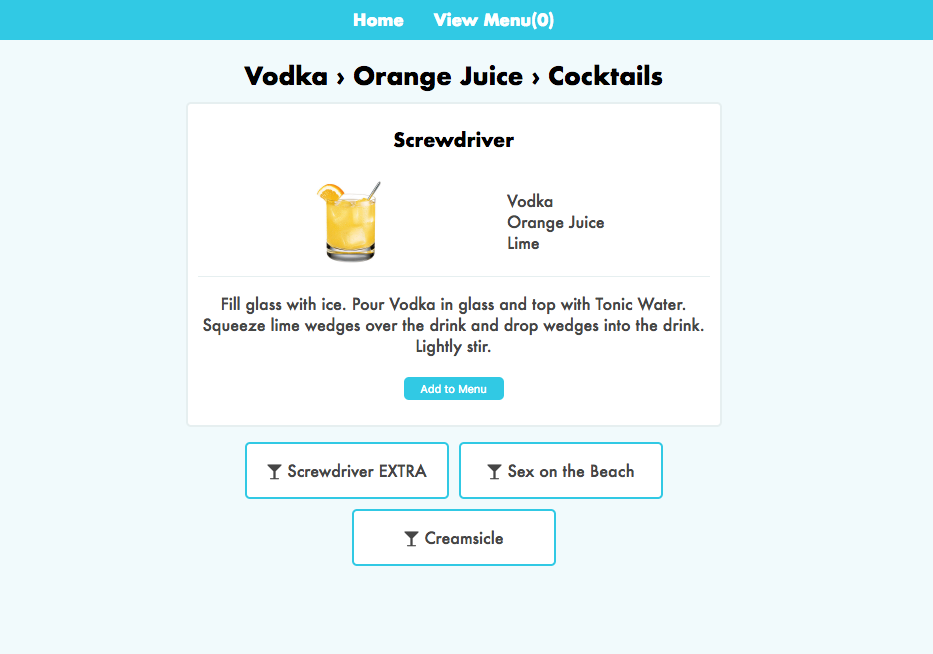 Home View Menu(0)
Vodka › Orange Juice › Cocktails
Screwdriver
Vodka
Orange Juice
Lime
Fill glass with ice. Pour Vodka in glass and top with Tonic Water.
Squeeze lime wedges over the drink and drop wedges into the drink.
Lightly stir.
Add to Menu
Screwdriver EXTRA
Sex on the Beach
Creamsicle